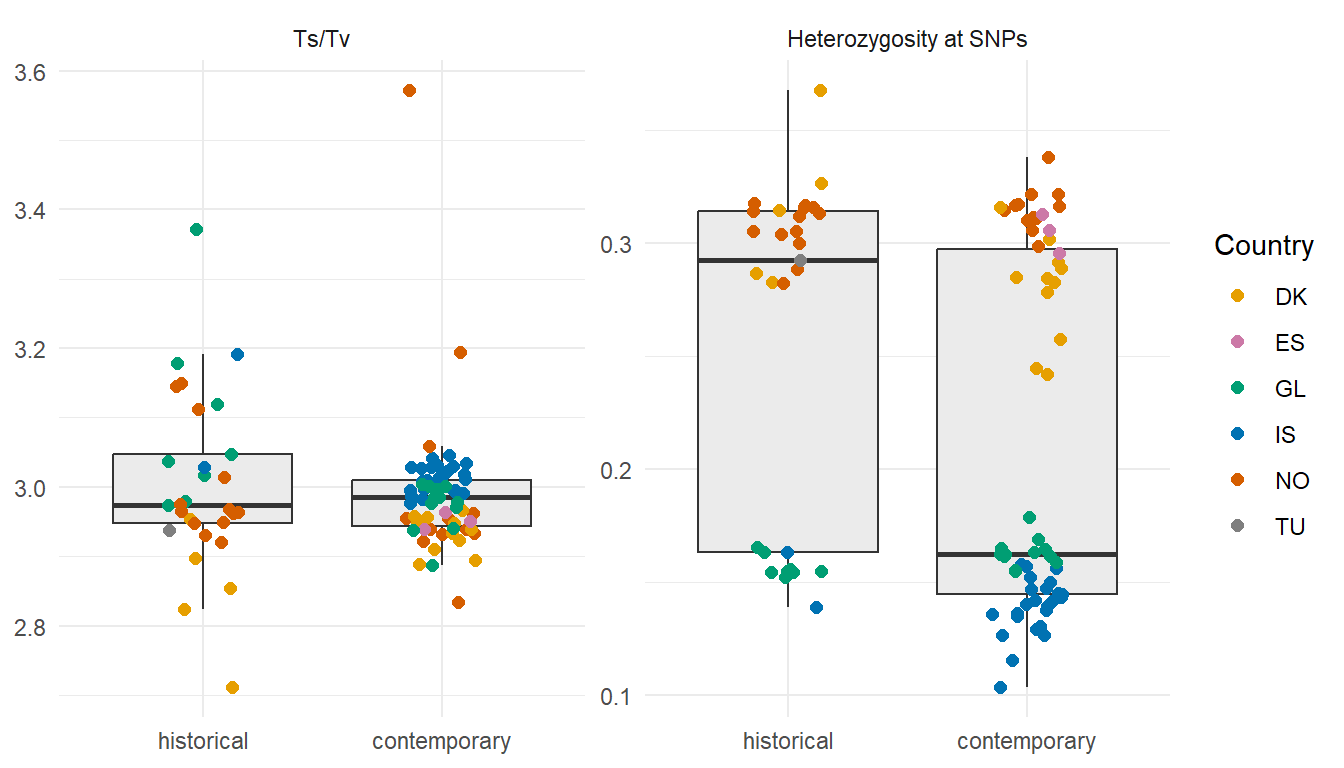 Ts/Tv
Heterozygosity at SNPs
3.6
3.4
3.2
3.0
2.8
0.3
0.2
0.1
historical
contemporary
historical
contemporary
Country
DK
ES
GL
IS
NO
TU